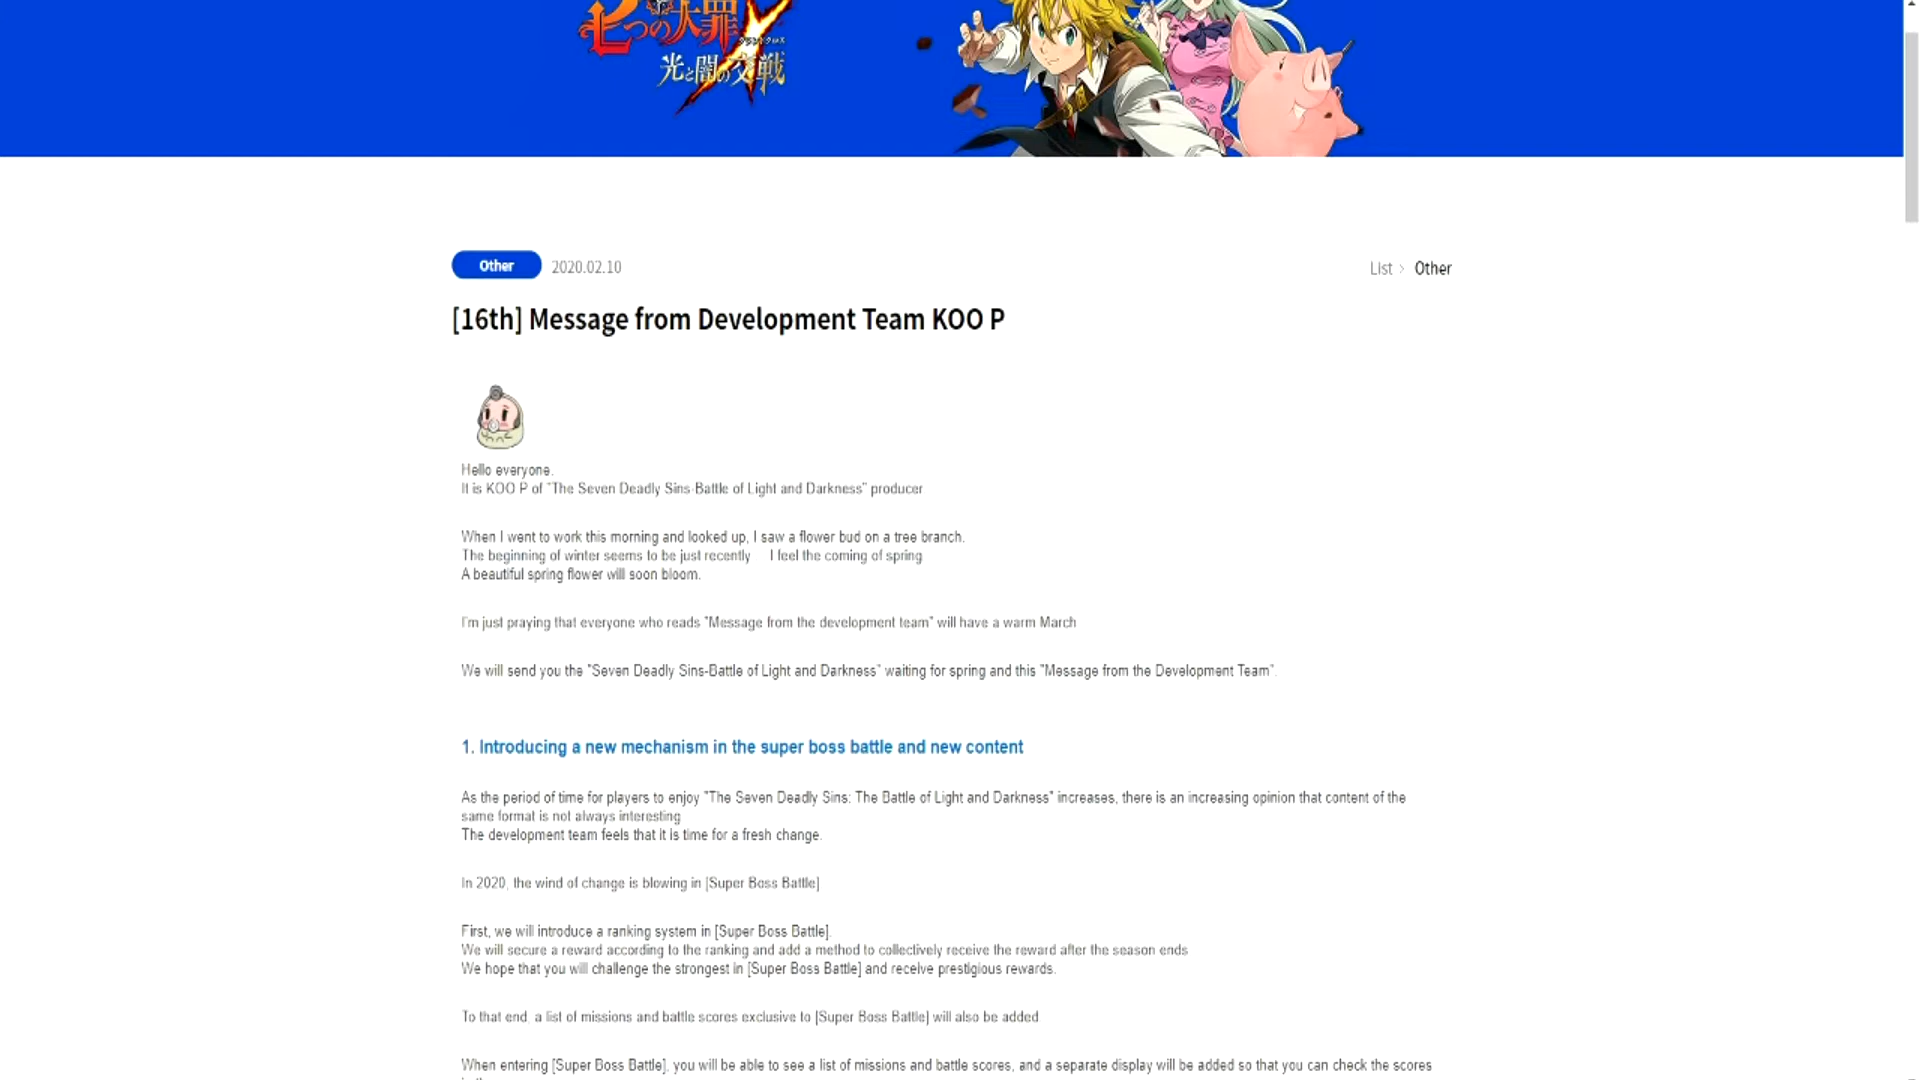 七つの大罪
グランドクロス
光と闇の交戦
Other 2020.02.10 List > Other
[16th] Message from Development Team KOO P
Hello everyone.
It is KOO P of "The Seven Deadly Sins-Battle of Light and Darkness" producer
When I went to work this morning and looked up, I saw a flower bud on a tree branch.
The beginning of winter seems to be just recently I feel the coming of spring
A beautiful spring flower will soon bloom.
I'm just praying that everyone who reads "Message from the development team" will have a warm March
We will send you the "Seven Deadly Sins-Battle of Light and Darkness" waiting for spring and this "Message from the Development Team".
1. Introducing a new mechanism in the super boss battle and new content
As the period of time for players to enjoy "The Seven Deadly Sins: The Battle of Light and Darkness" increases, there is an increasing opinion that content of the
same format is not always interesting
The development team feels that it is time for a fresh change.
In 2020, the wind of change is blowing in [Super Boss Battle]
First, we will introduce a ranking system in [Super Boss Battle].
We will secure a reward according to the ranking and add a method to collectively receive the reward after the season ends
We hope that you will challenge the strongest in [Super Boss Battle] and receive prestigious rewards.
To that end, a list of missions and battle scores exclusive to [Super Boss Battle] will also be added
When entering [Super Boss Battle], you will be able to see a list of missions and battle scores, and a separate display will be added so that you can check the scores